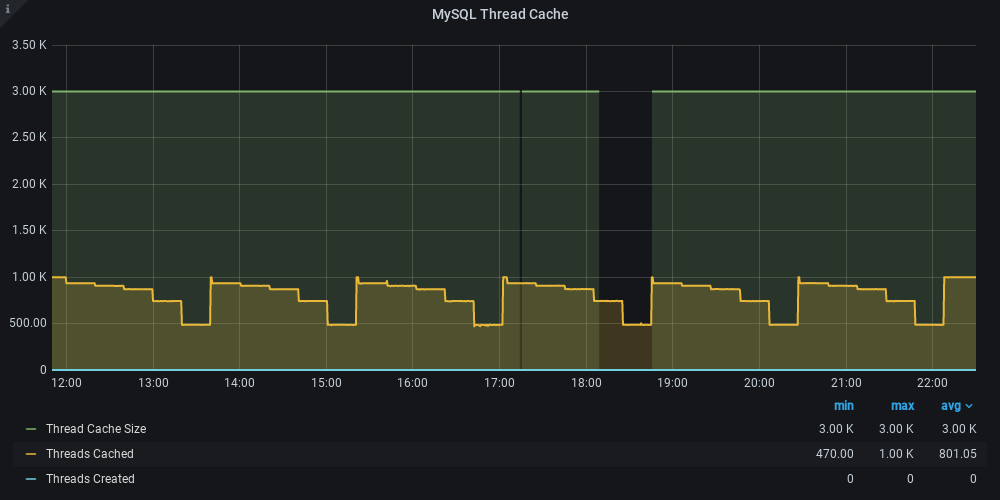 i
MySQL Thread Cache
3.50 K
3.00 K
2.50 K
2.00 K
1.50 K
1.00 K
500.00
0
12:00 13:00 14:00 15:00 16:00 17:00 18:00 19:00 20:00 21:00 22:00
min max avg
Thread Cache Size 3.00 K 3.00 K 3.00 K
Threads Cached 470.00 1.00 K 801.05
Threads Created 0 0 0